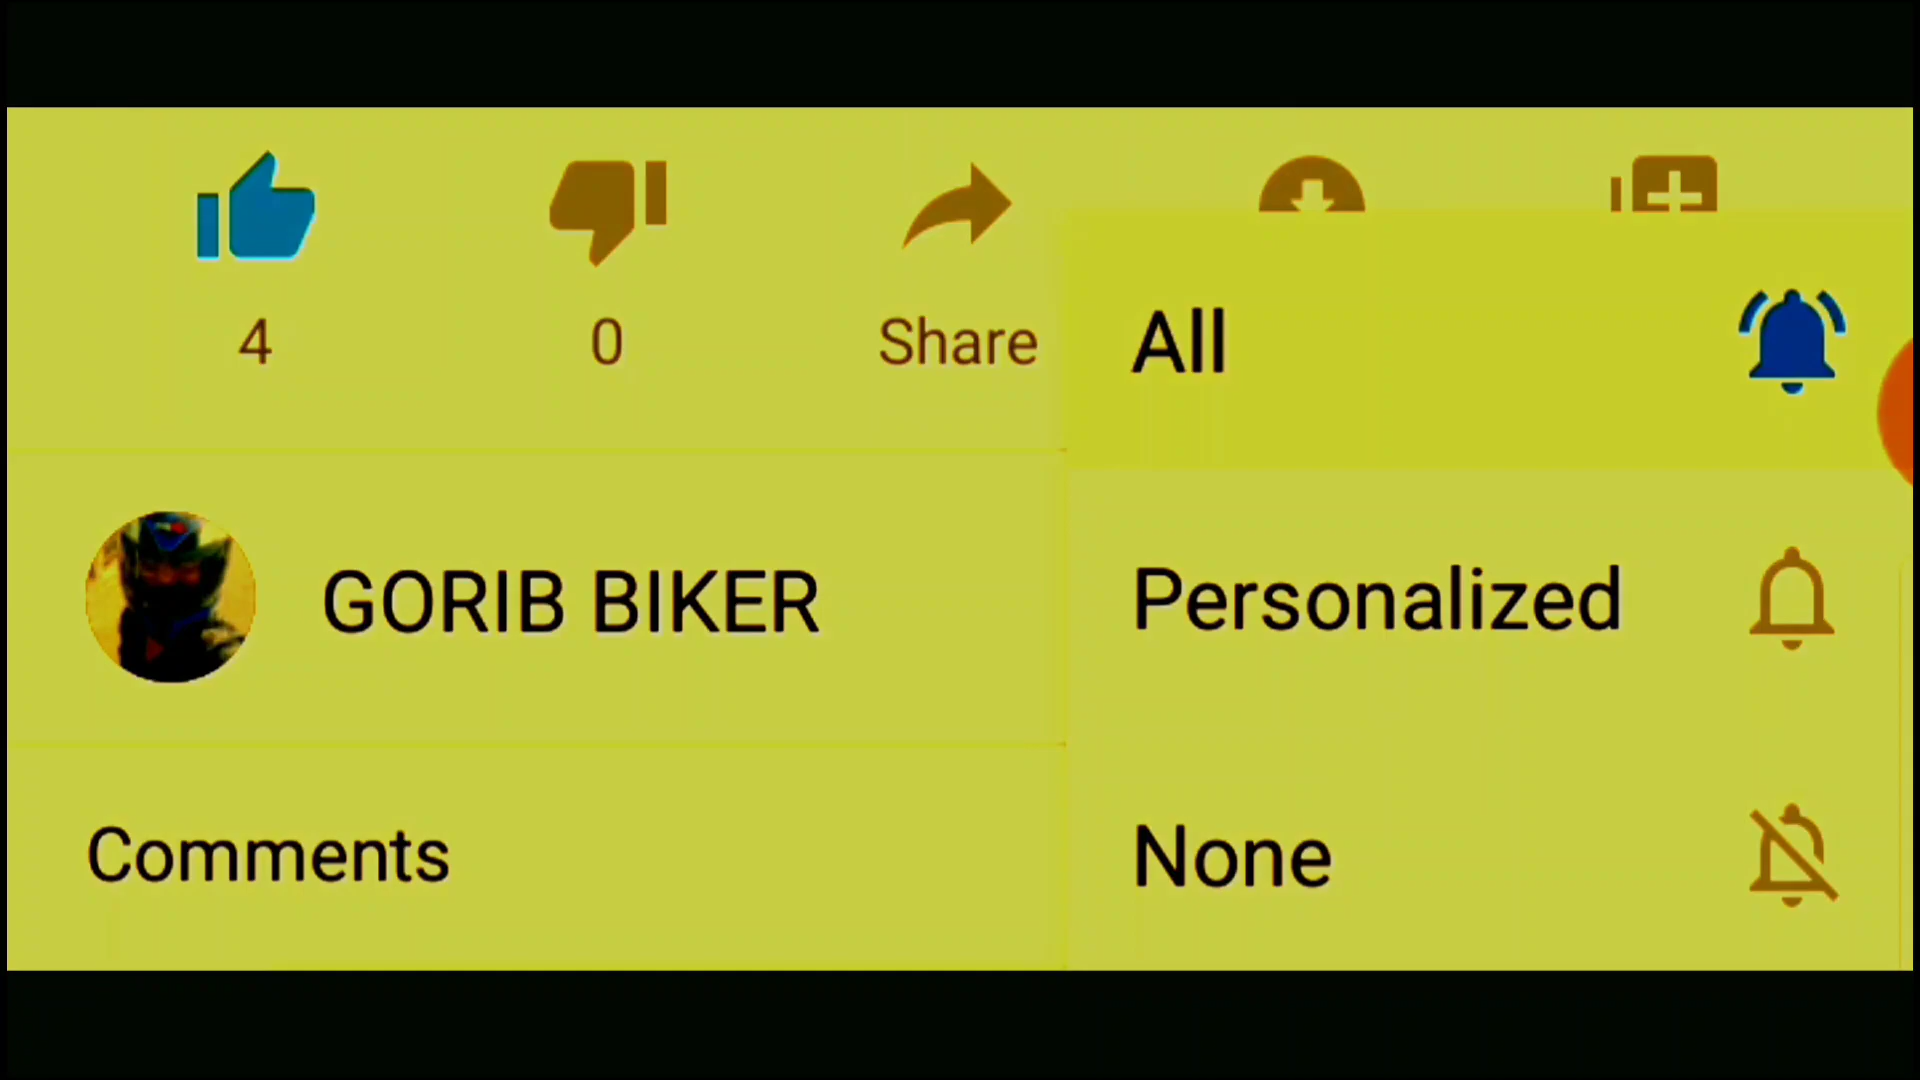 4
0
Share
All
GORIB BIKER
Personalized
Comments
None